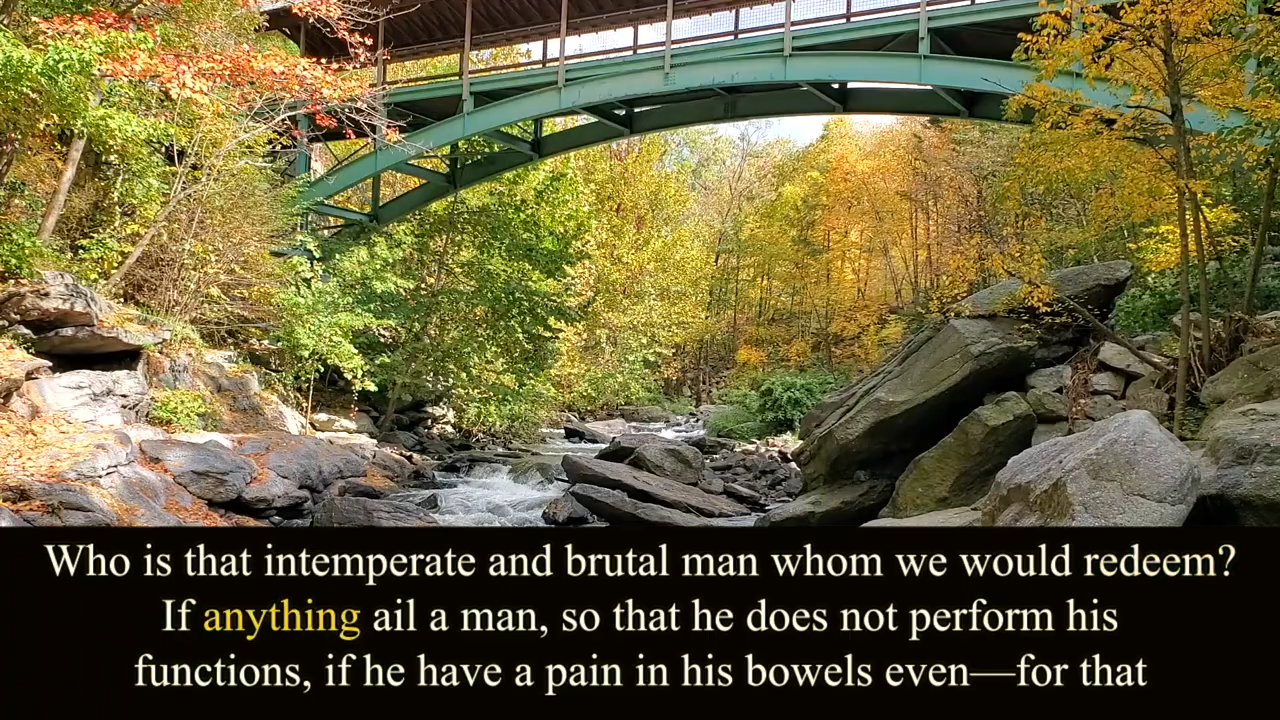 Who is that intemperate and brutal man whom we would redeem?
If anything ail a man, so that he does not perform his
functions, if he have a pain in his bowels even—for that